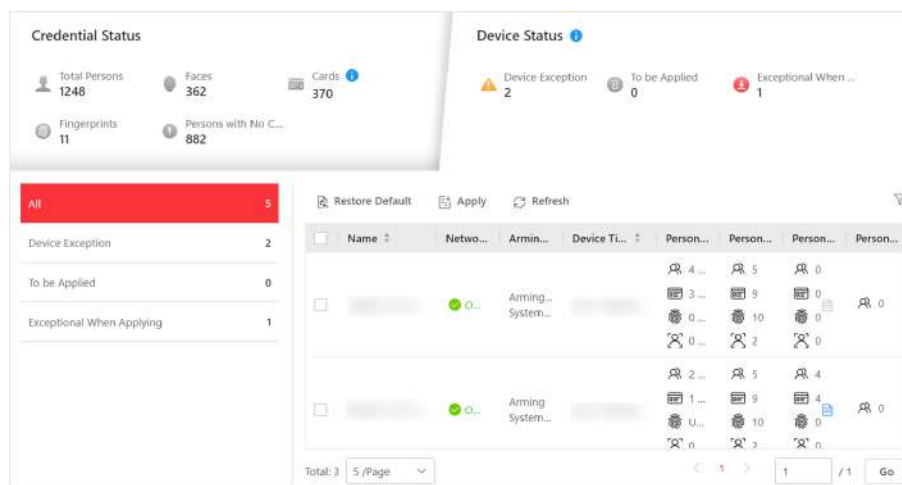 Credential Status
Total Persons
1248
Faces
362
Cards
370
Fingerprints
11
Persons with No C...
882
Device Status
Device Exception
2
To be Applied
0
Exceptional When ...
1
All 5
Device Exception 2
To be Applied 0
Exceptional When Applying 1
Restore Default Apply Refresh
Name Netwo... Armin... Device Ti... Person... Person... Person... Person...
4 ... 5 0
3 ... 9 0
0 ... 10 0
0 ... 2 0
O...
Arming...
System...
0
2 ... 5 4
1 ... 9 4
U... 10 0
0 2 0
O...
Arming
System...
0
Total: 3 5 /Page < 1 > 1 / 1 Go